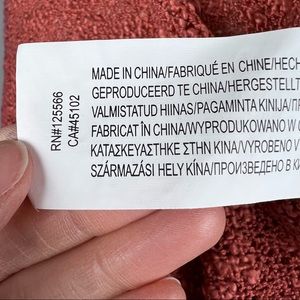 RN#125566
CA#45102
MADE IN CHINA/FABRIQUÉ EN CHINE/HECH
GEPRODUCEERD TE CHINA/HERGESTELLT
VALMISTATUD HIINAS/PAGAMINTA KINIJA/
FABRICAT ÎN CHINA/WYPRODUKOWANO W
ΚΑΤΑΣΚΕΥΑΣΤΗΚΕ ΣΤΗΝ ΚΙΝΑ/VYROBENO V
SZÁRMAZÁSI HELY KÍNA/ПРОИЗВЕДЕНО В